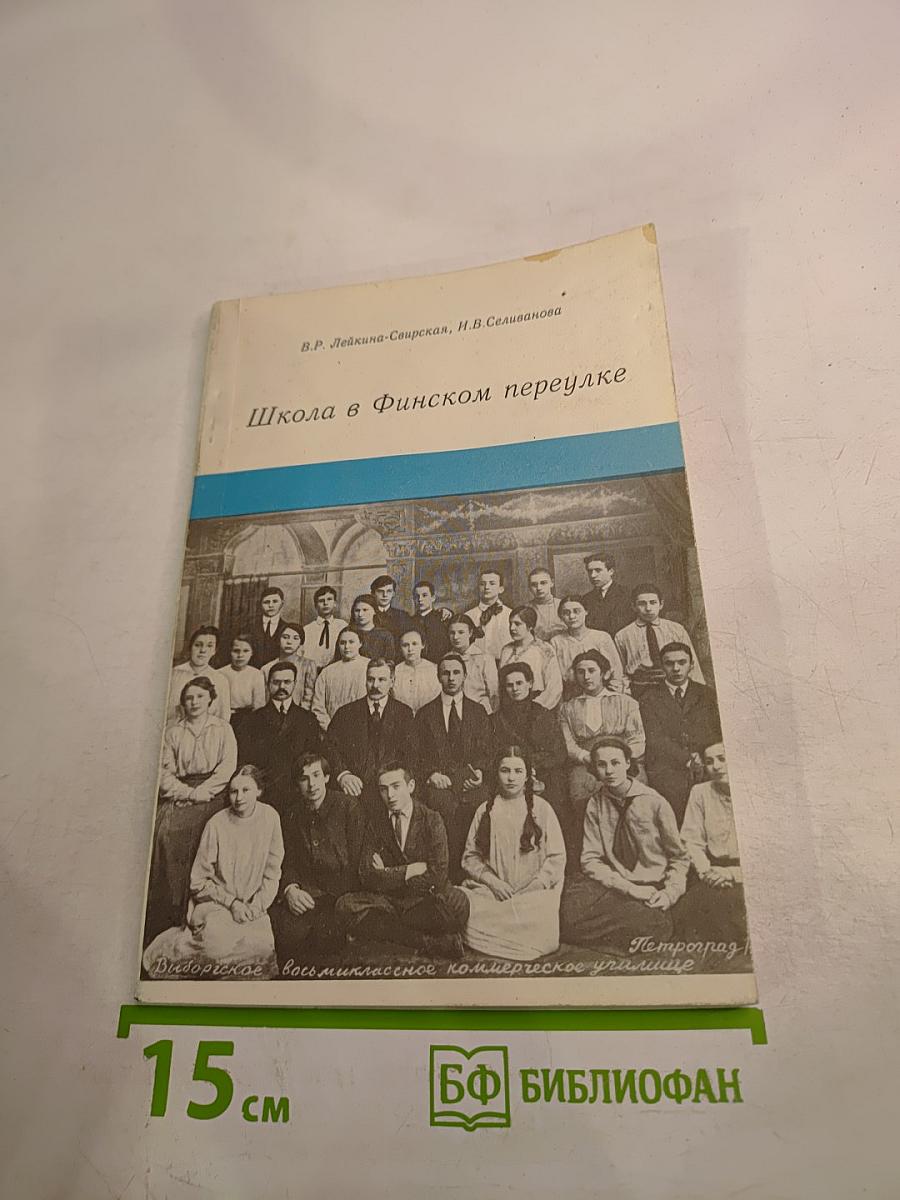 В.Р. Лейкина-Свирская, И.В.Селиванова
Школа в Финском переулке
Петроград
Выборгское восьмиклассное коммерческое училище
15 см
БФ БИБЛИОФАН